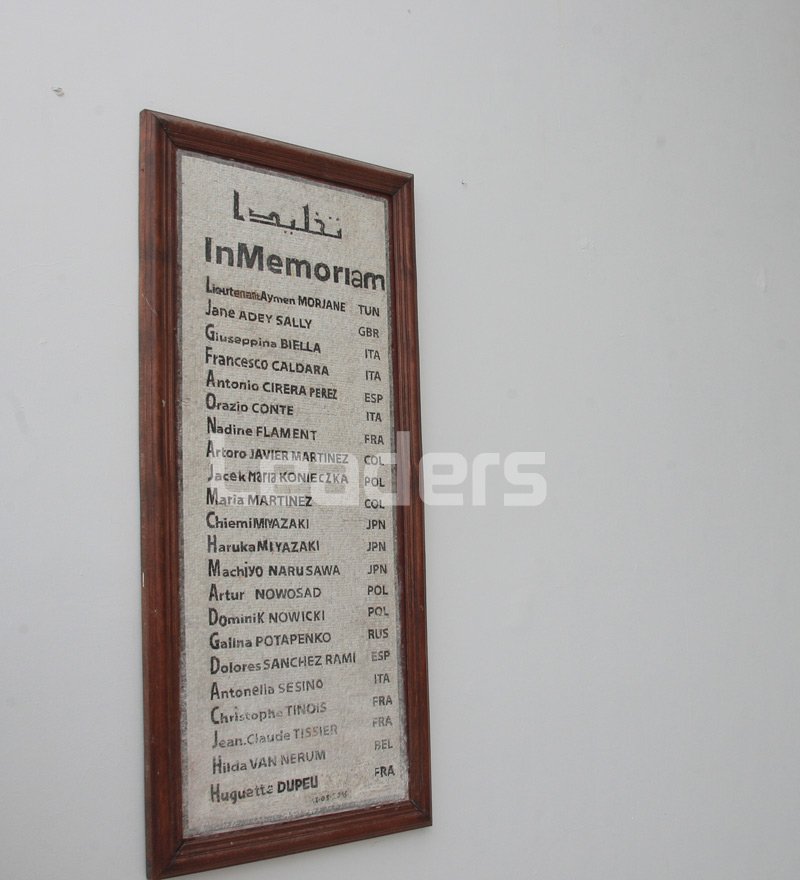 تخليدا
InMemoriam
Lieutenant Aymen MORJANE TUN
Jane ADEY SALLY GBR
Giuseppina BIELLA ITA
Francesco CALDARA ITA
Antonio CIRERA PEREZ ESP
Orazio CONTE ITA
Nadine FLAMENT FRA
Arturo JAVIER MARTINEZ COL
Jacek Maria KONIECZKA POL
Maria MARTINEZ COL
Chiemi MIYAZAKI JPN
Haruka MIYAZAKI JPN
Machiyo NARUSAWA JPN
Artur NOWOSAD POL
DominiK NOWICKI POL
Galina POTAPENKO RUS
Dolores SANCHEZ RAMI ESP
Antonella SESINO ITA
Christophe TINOIS FRA
Jean.Claude TISSIER FRA
Hilda VAN NERUM BEL
Huguette DUPEU FRA
Leaders